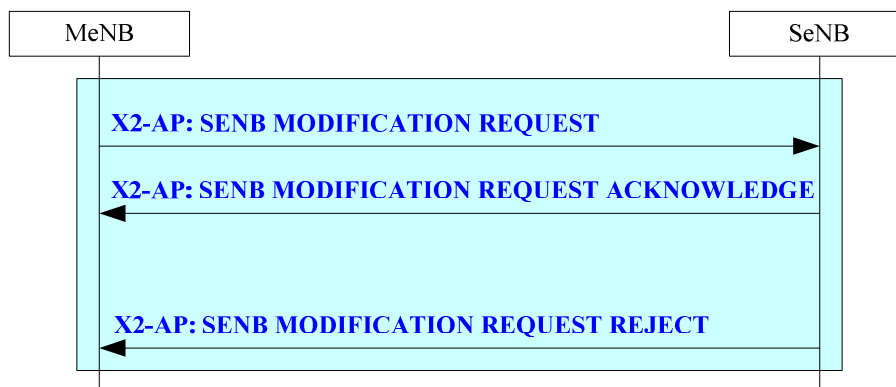 MeNB
SeNB
X2-AP: SENB MODIFICATION REQUEST
X2-AP: SENB MODIFICATION REQUEST ACKNOWLEDGE
X2-AP: SENB MODIFICATION REQUEST REJECT